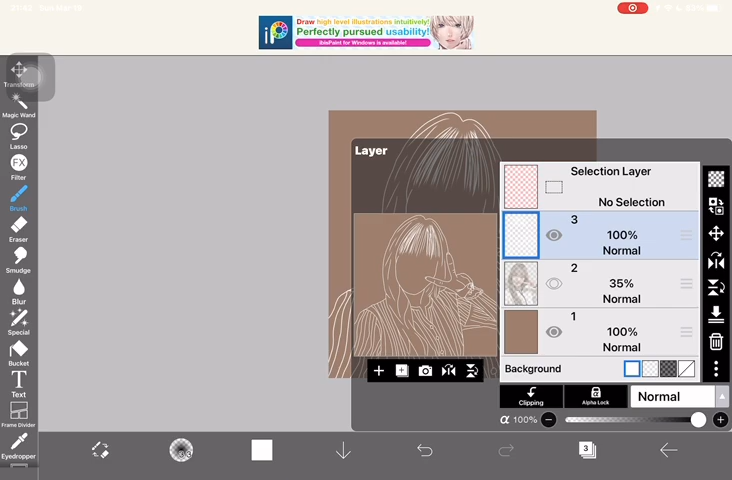 Draw high level illustrations intuitively!
Perfectly pursued usability!
ibisPaint for Windows is available!
Transform
Magic Wand
Lasso
FX
Filter
Brush
Eraser
Smudge
Blur
Special
Bucket
T
Text
Frame Divider
Eyedropper
Layer
Selection Layer
No Selection
3
100%
Normal
2
35%
Normal
1
100%
Normal
Background
Clipping
Alpha Lock
Normal
α 100%
3